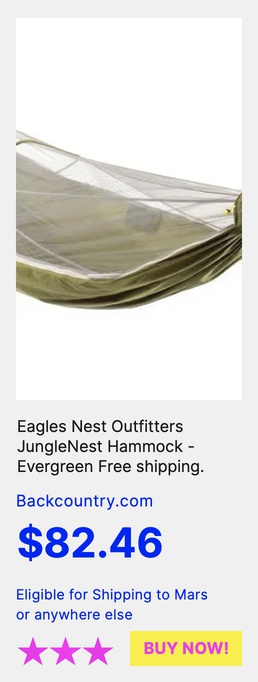 Eagles Nest Outfitters
JungleNest Hammock -
Evergreen Free shipping.
Backcountry.com
$82.46
Eligible for Shipping to Mars
or anywhere else
BUY NOW!